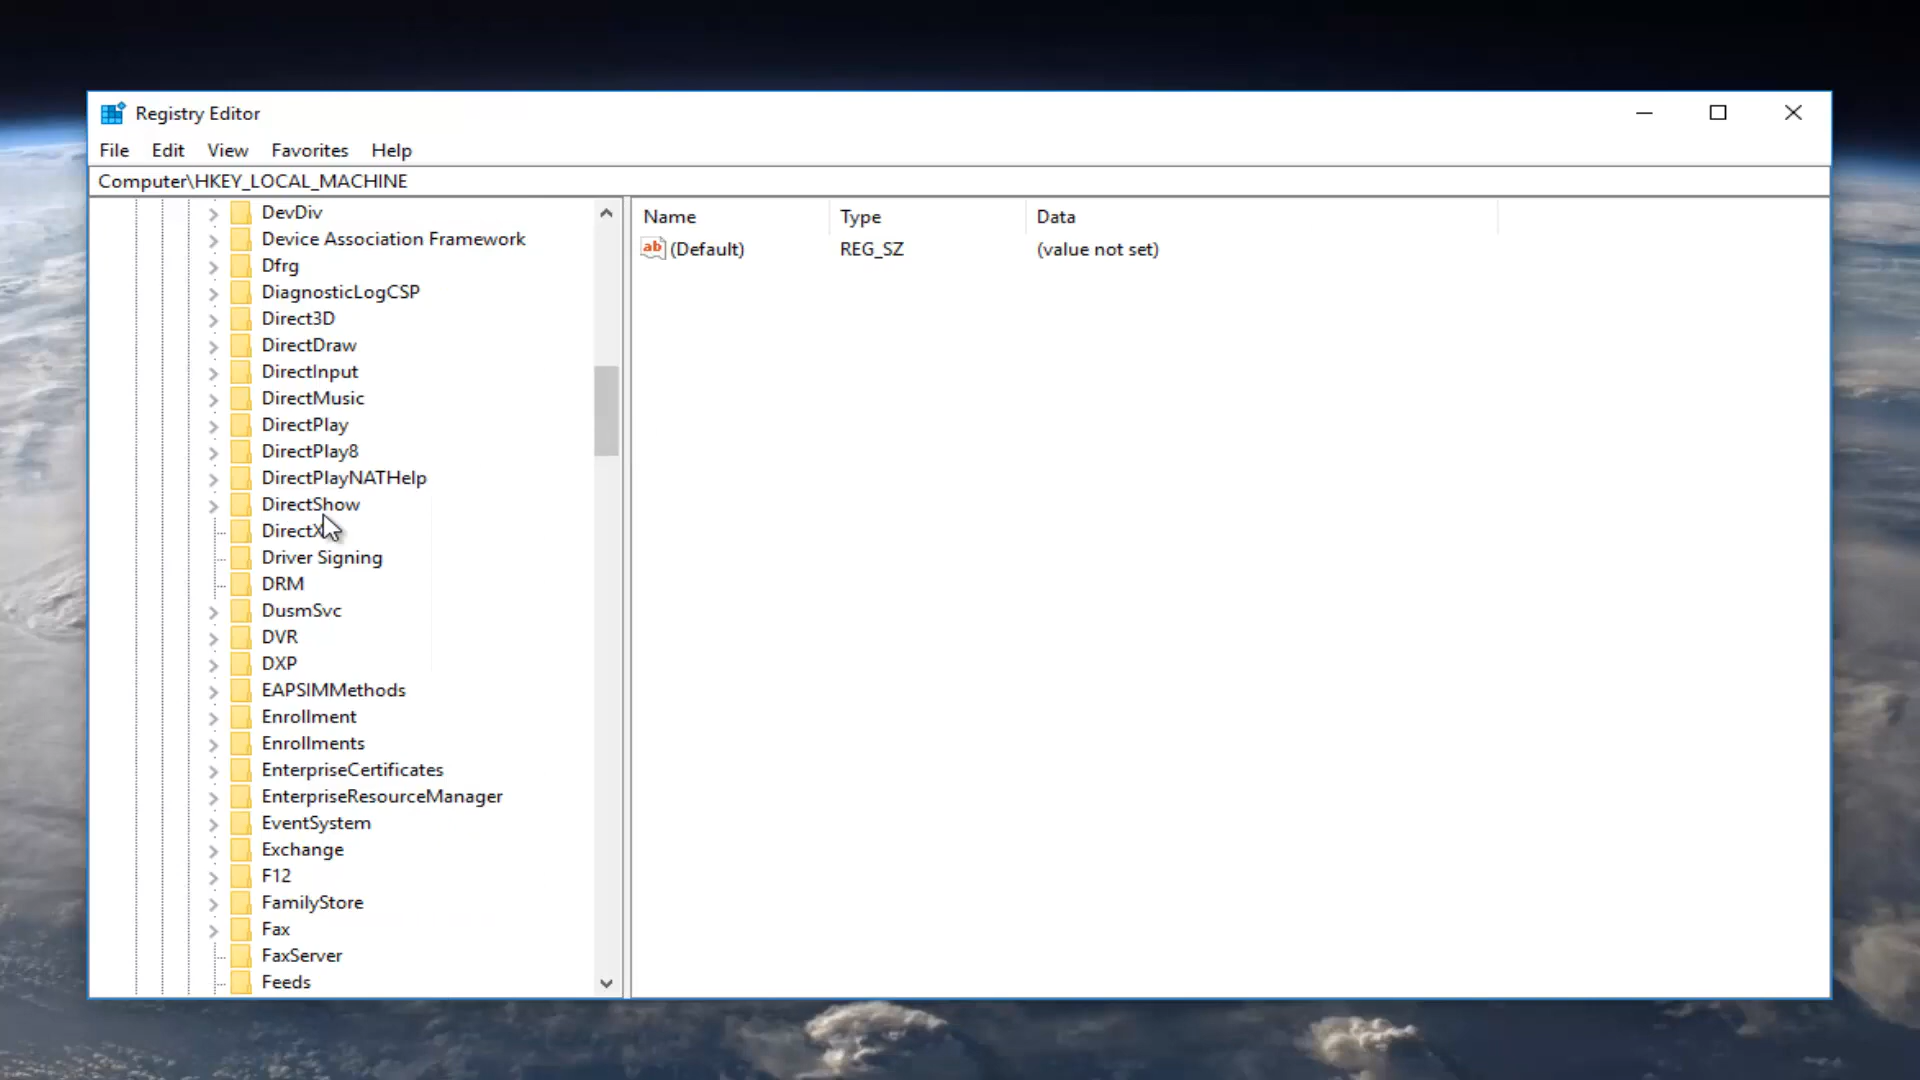 Registry Editor
File Edit View Favorites Help
Computer\HKEY_LOCAL_MACHINE
DevDiv
Device Association Framework
Dfrg
DiagnosticLogCSP
Direct3D
DirectDraw
DirectInput
DirectMusic
DirectPlay
DirectPlay8
DirectPlayNATHelp
DirectShow
DirectX
Driver Signing
DRM
DusmSvc
DVR
DXP
EAPSIMMethods
Enrollment
Enrollments
EnterpriseCertificates
EnterpriseResourceManager
EventSystem
Exchange
F12
FamilyStore
Fax
FaxServer
Feeds
Name Type Data
ab (Default) REG_SZ (value not set)